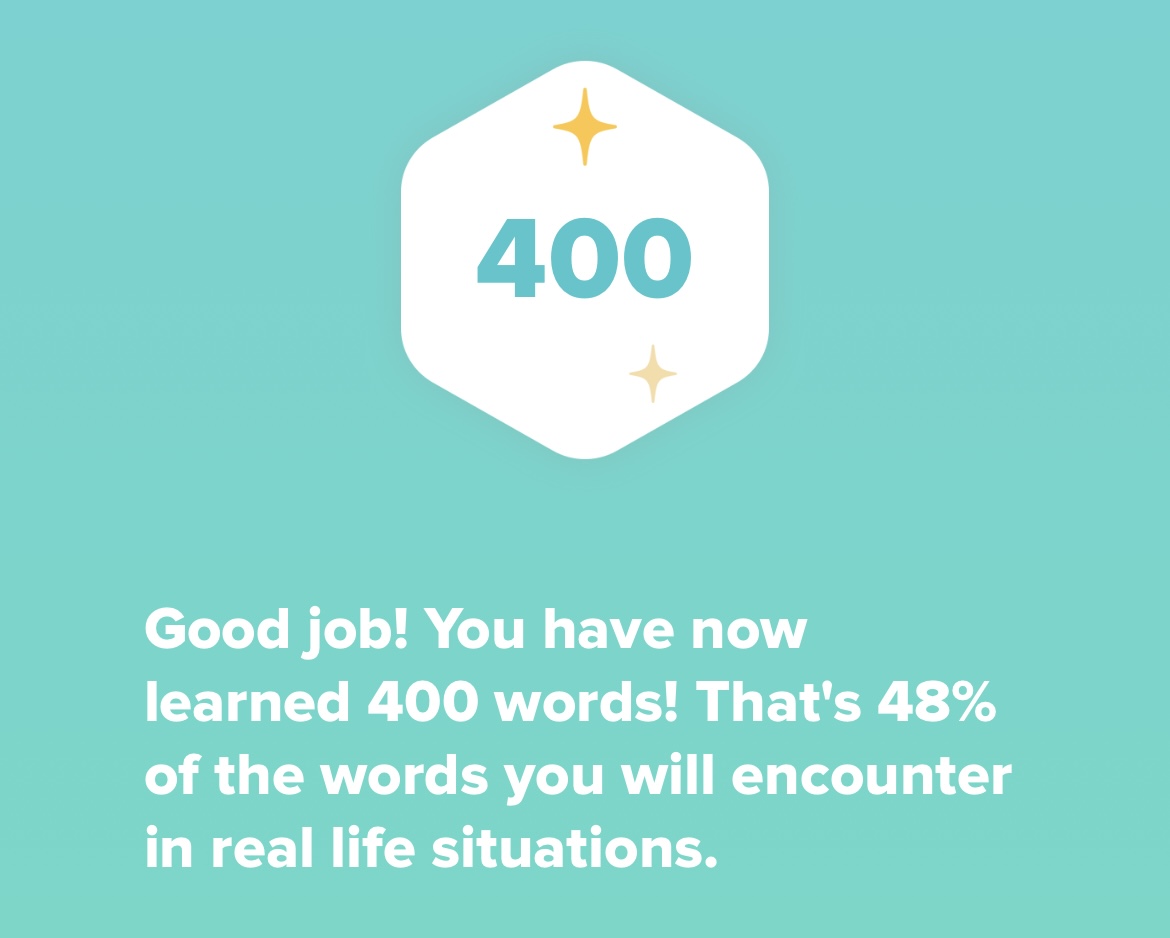 400
Good job! You have now
learned 400 words! That's 48%
of the words you will encounter
in real life situations.